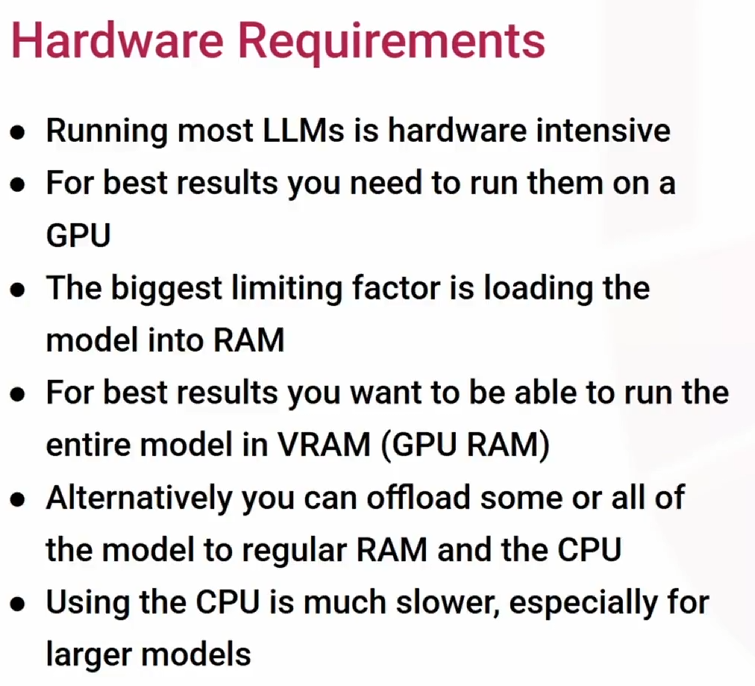 Hardware Requirements
● Running most LLMs is hardware intensive
● For best results you need to run them on a
GPU
● The biggest limiting factor is loading the
model into RAM
● For best results you want to be able to run the
entire model in VRAM (GPU RAM)
● Alternatively you can offload some or all of
the model to regular RAM and the CPU
● Using the CPU is much slower, especially for
larger models